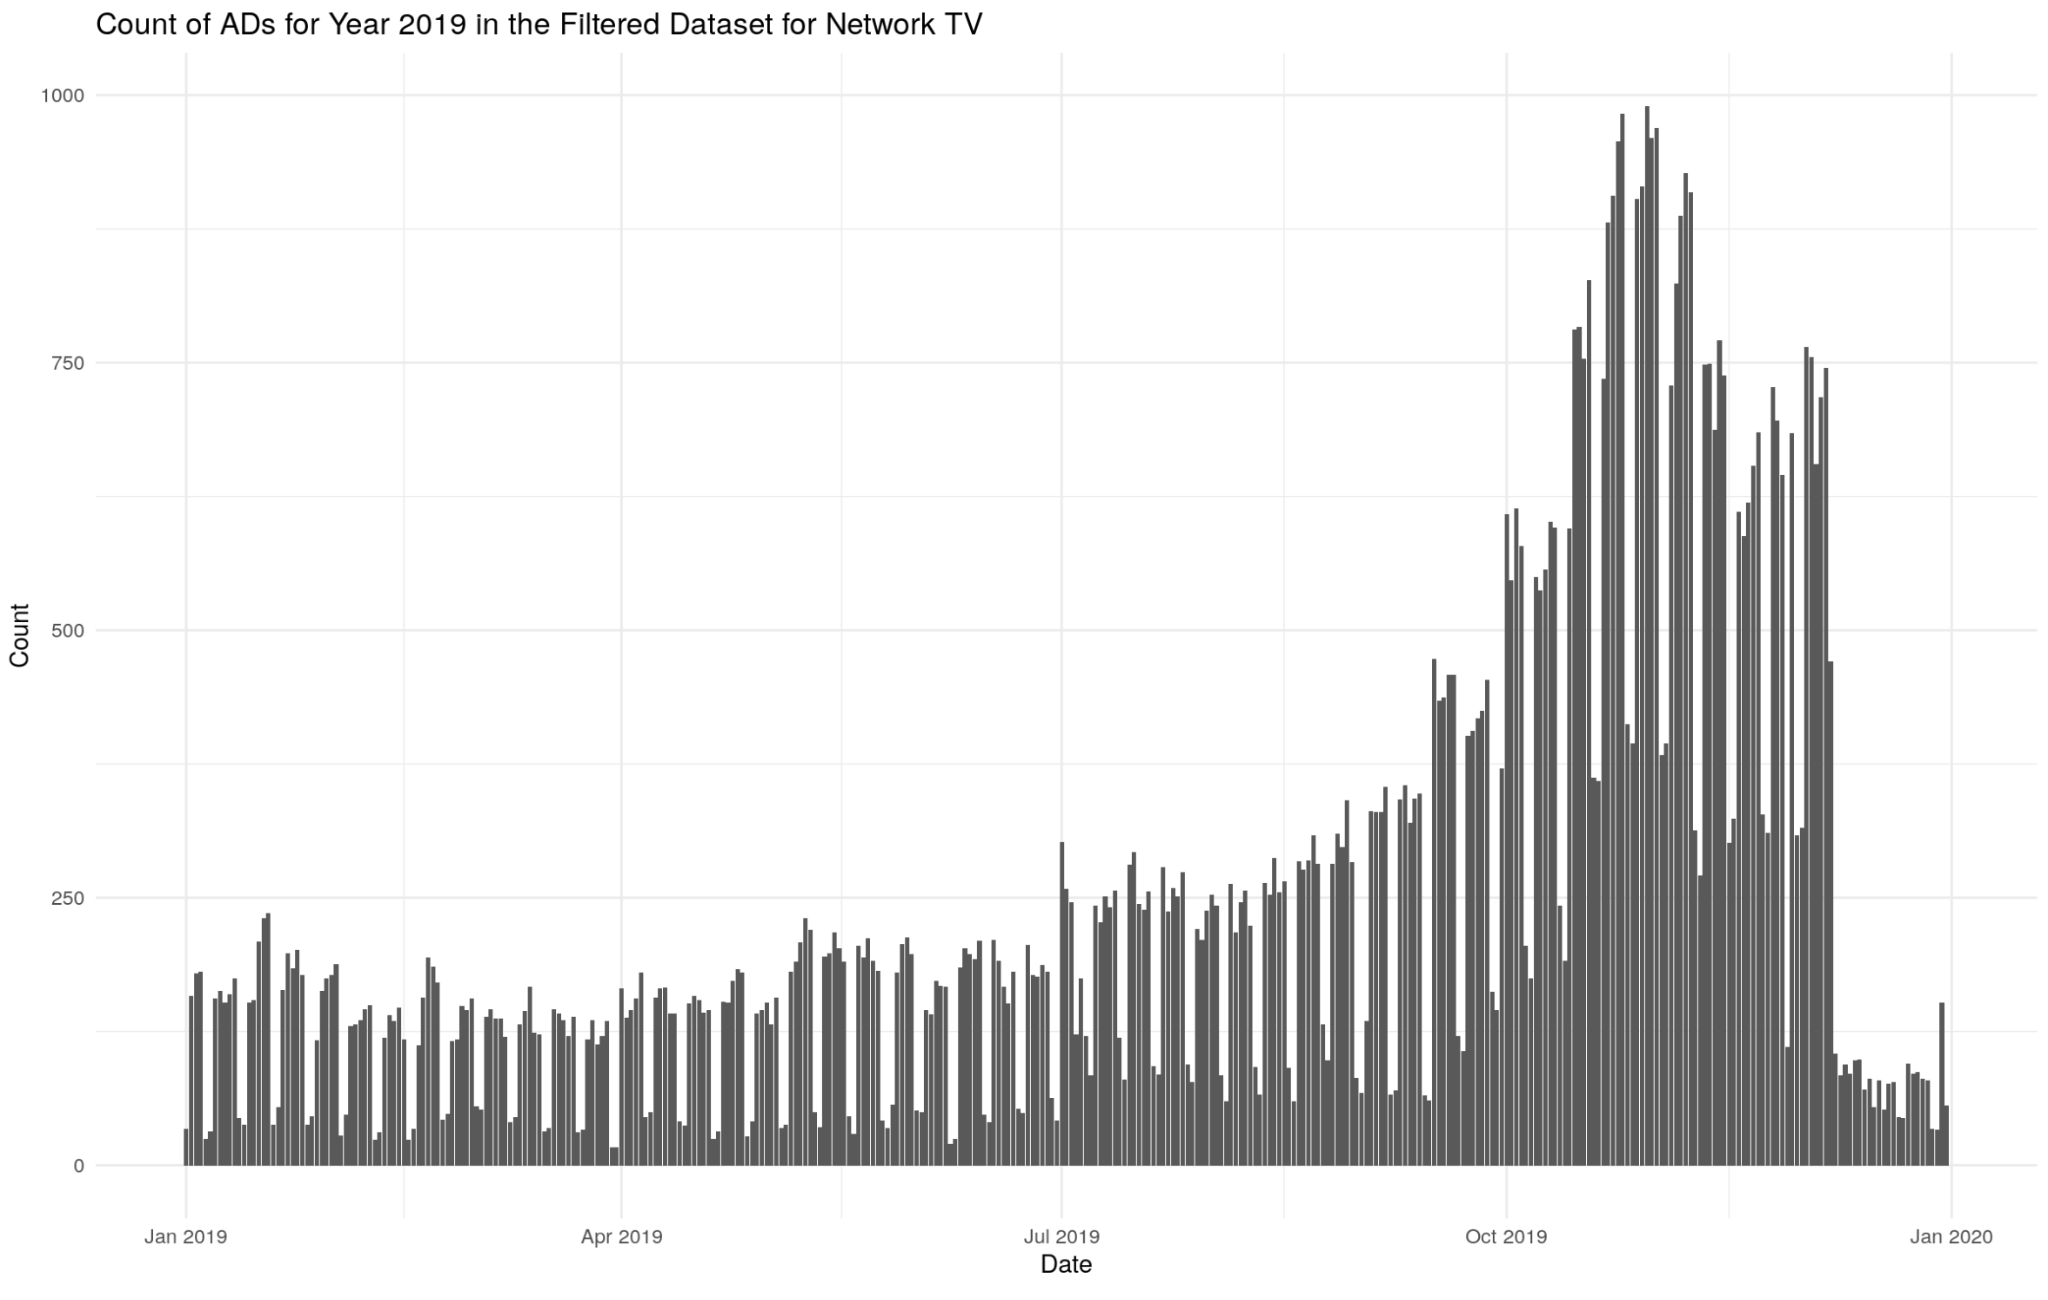 Count of ADs for Year 2019 in the Filtered Dataset for Network TV
1000
750
500
250
0
Count
Jan 2019 Apr 2019 Jul 2019 Oct 2019 Jan 2020
Date